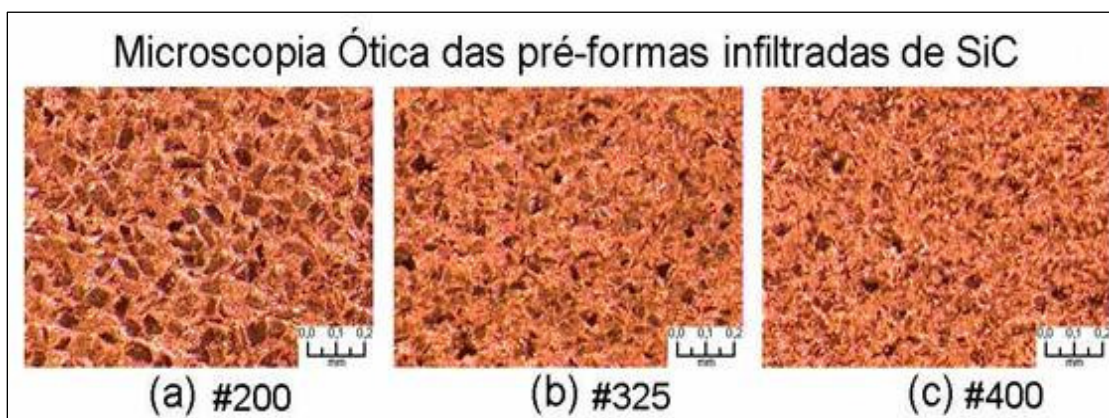 Microscopia Ótica das pré-formas infiltradas de SiC
0,0 0,1 0,2
mm
0,0 0,1 0,2
mm
0,0 0,1 0,2
mm
(a) #200
(b) #325
(c) #400